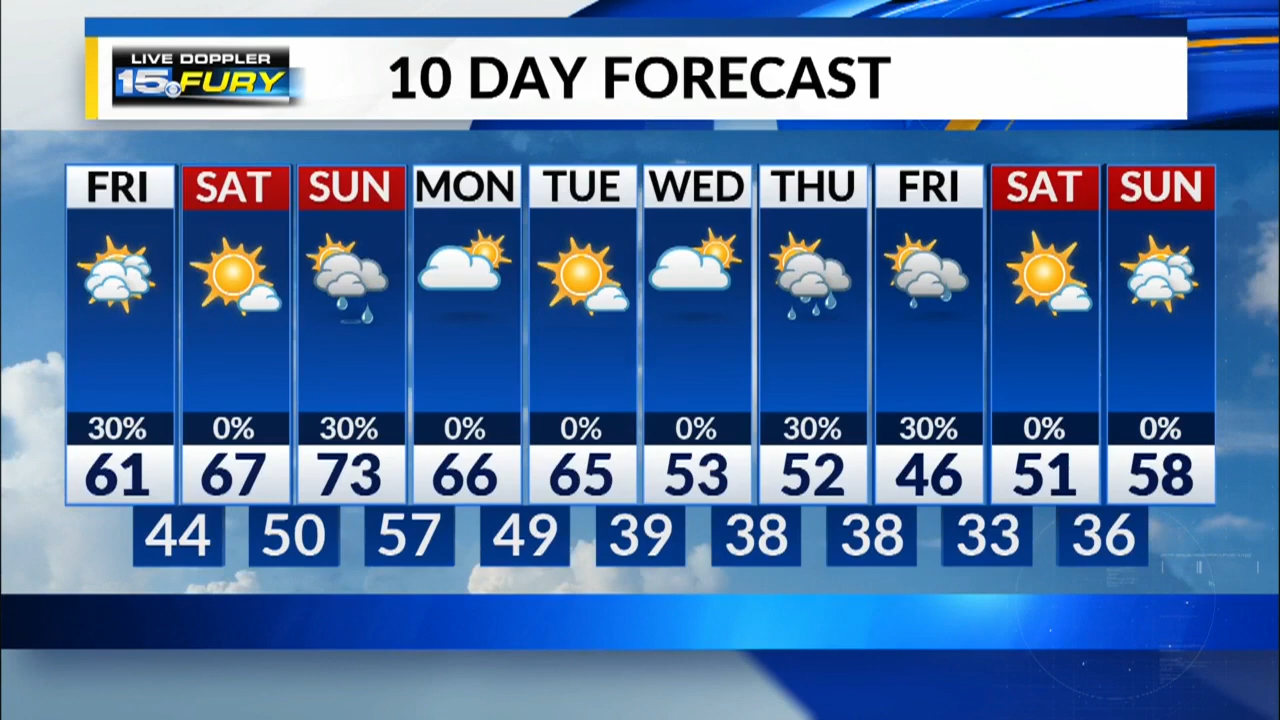 LIVE DOPPLER
15 FURY
10 DAY FORECAST
FRI SAT SUN MON TUE WED THU FRI SAT SUN
30% 0% 30% 0% 0% 0% 30% 30% 0% 0%
61 67 73 66 65 53 52 46 51 58
44 50 57 49 39 38 38 33 36